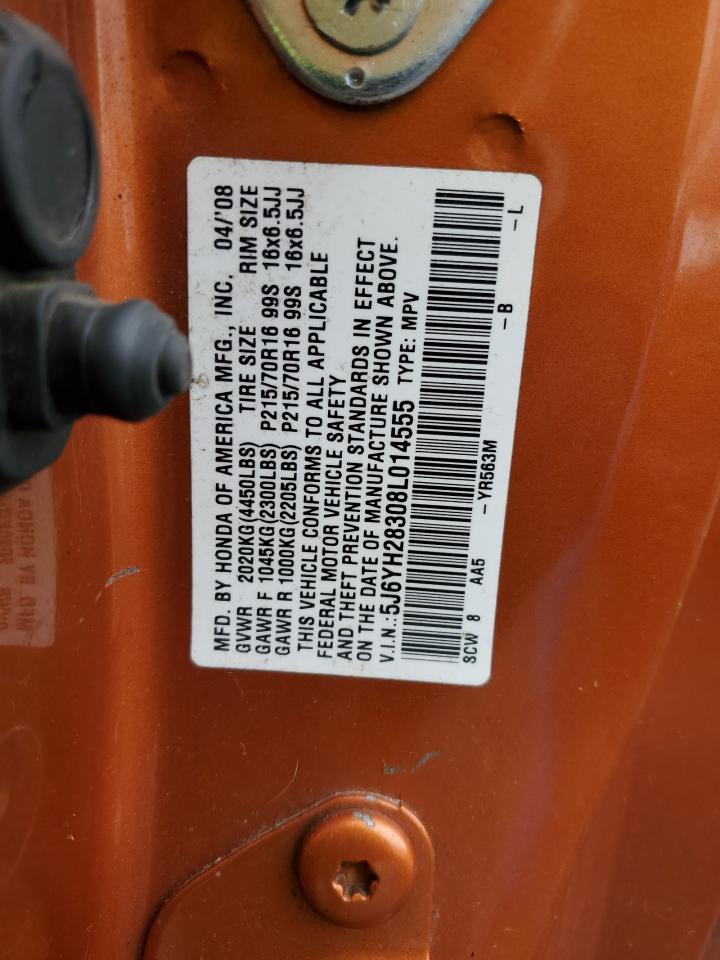 MFD. BY HONDA OF AMERICA MFG., INC. 04/'08
GVWR 2020KG(4450LBS) TIRE SIZE RIM SIZE
GAWR F 1045KG(2300LBS) P215/70R16 99S 16x6.5JJ
GAWR R 1000KG(2205LBS) P215/70R16 99S 16x6.5JJ
THIS VEHICLE CONFORMS TO ALL APPLICABLE
FEDERAL MOTOR VEHICLE SAFETY
AND THEFT PREVENTION STANDARDS IN EFFECT
ON THE DATE OF MANUFACTURE SHOWN ABOVE.
V.I.N.:5J6YH28308L014555 TYPE: MPV
SCW 8 AA5 - YR563M - B - L